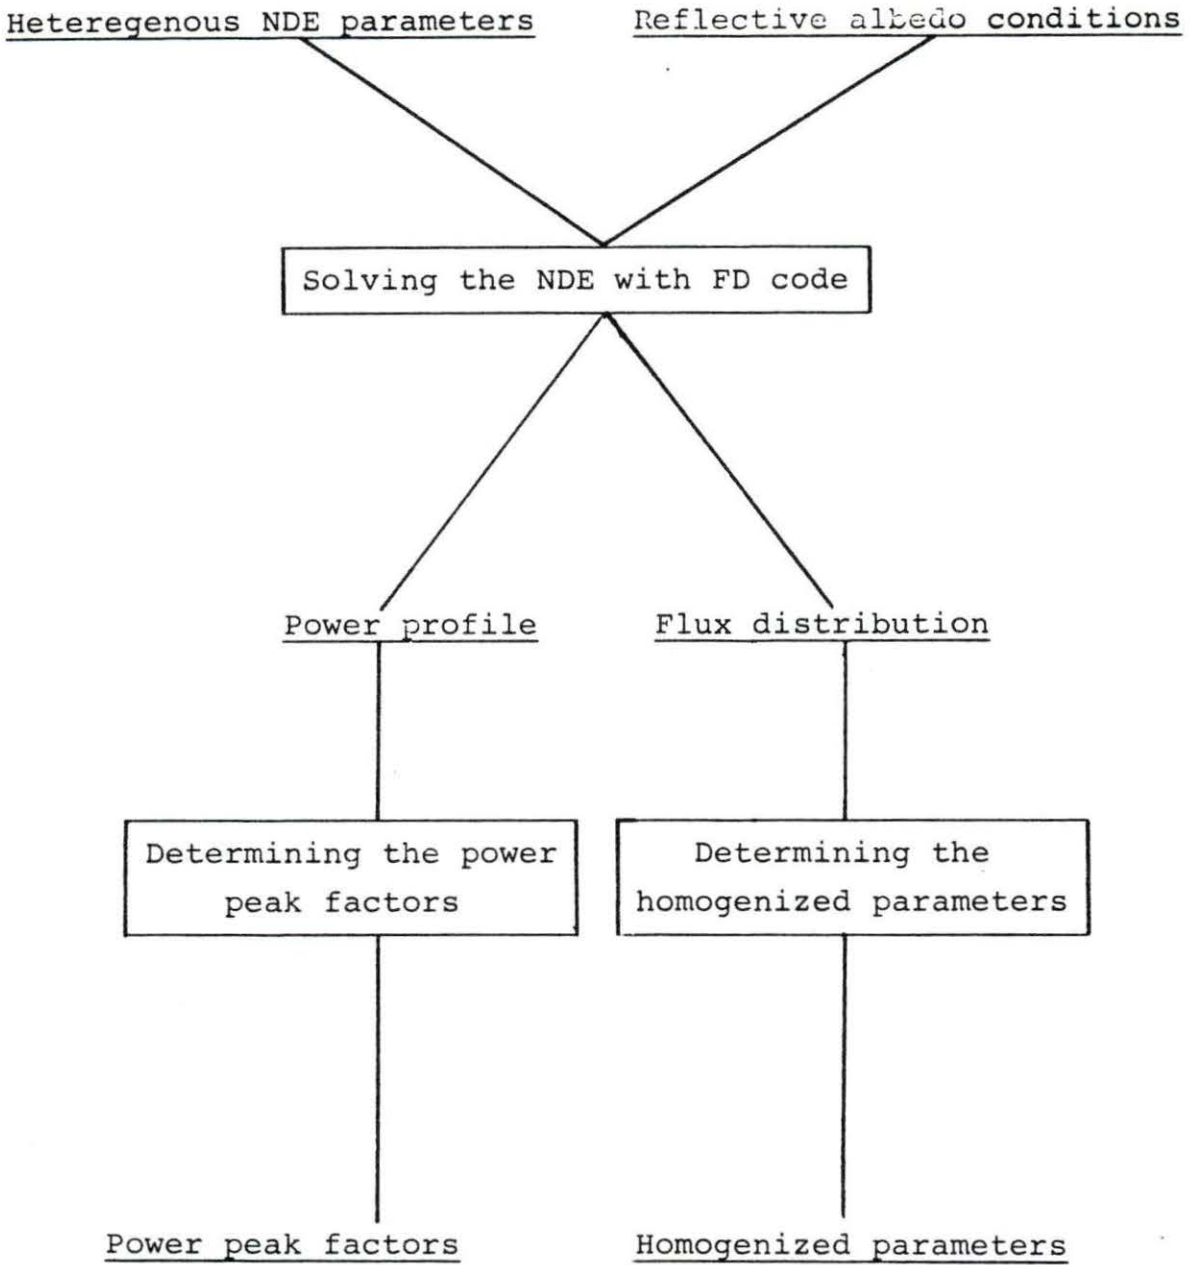 Heteregenous NDE parameters
Reflective albedo conditions
Solving the NDE with FD code
Power profile
Flux distribution
Determining the power
peak factors
Determining the
homogenized parameters
Power peak factors
Homogenized parameters